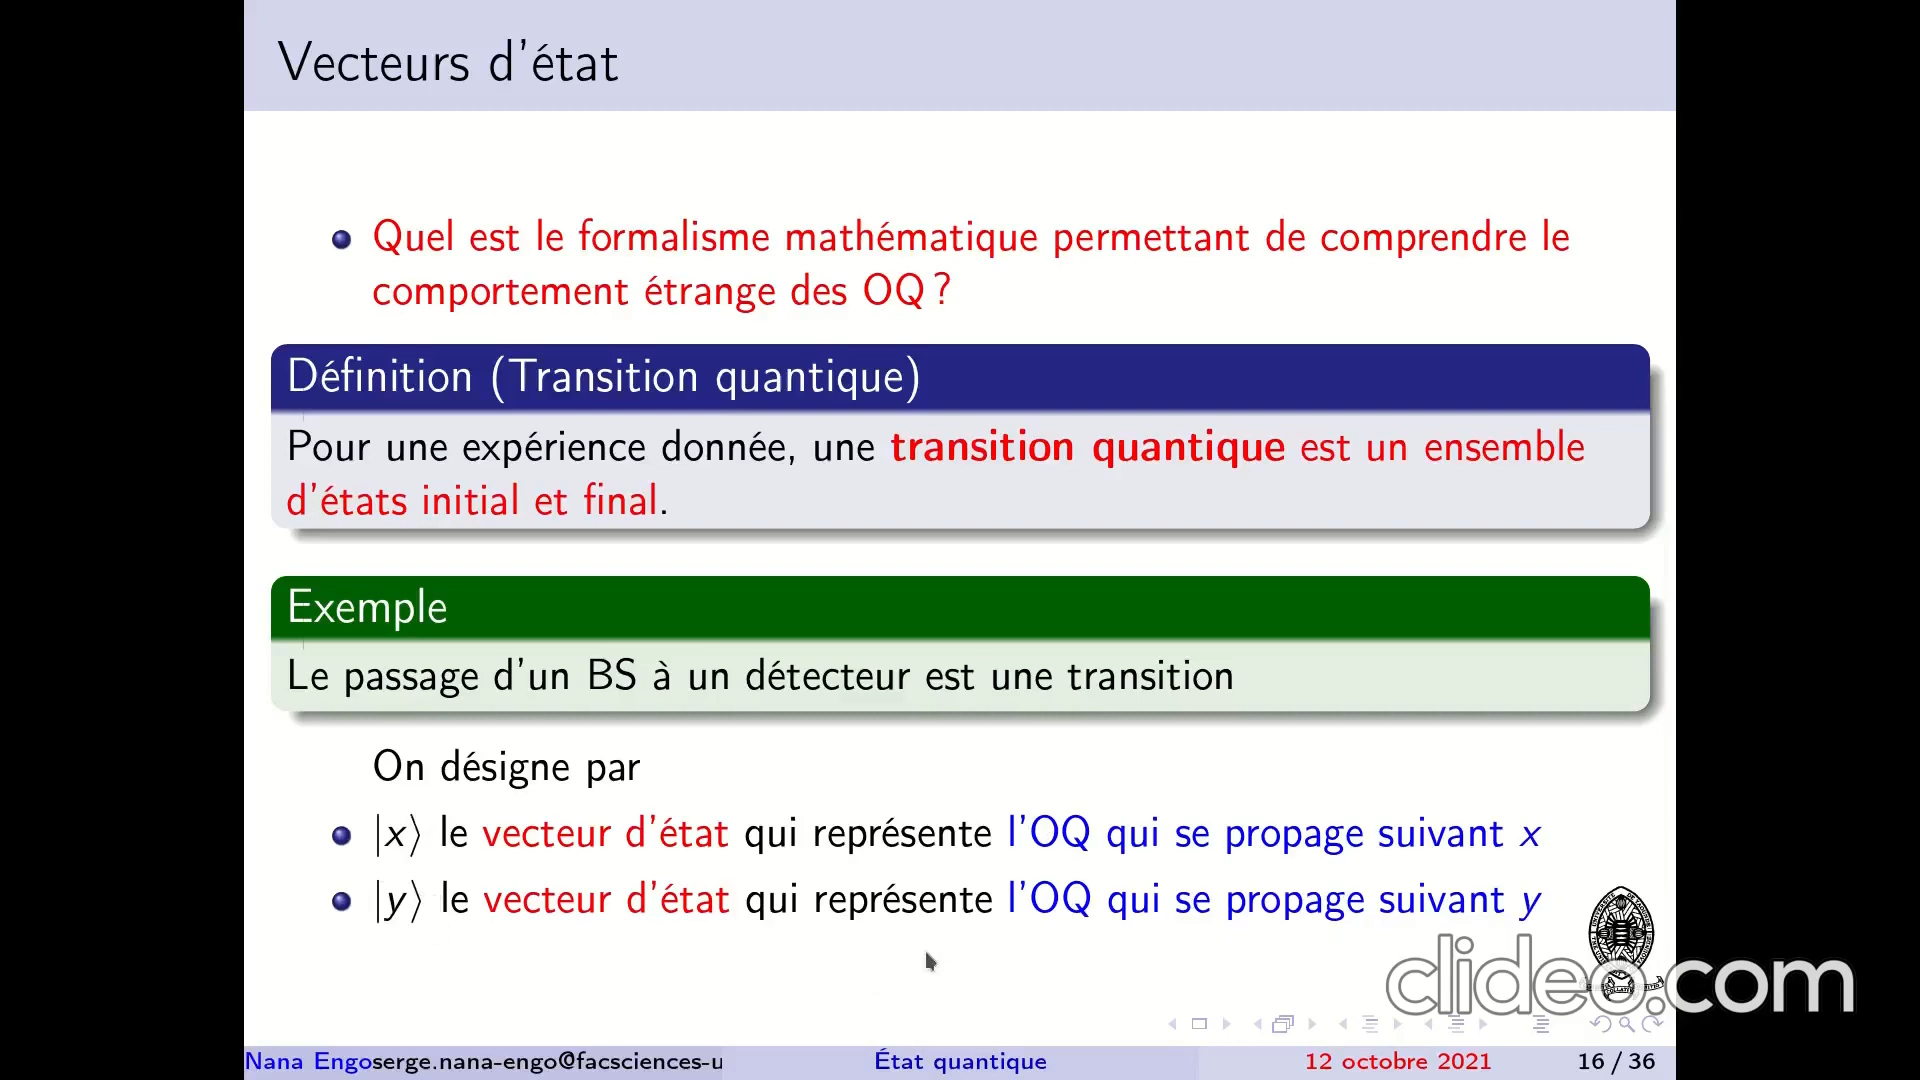 Vecteurs d'état
Quel est le formalisme mathématique permettant de comprendre le
comportement étrange des OQ ?
Définition (Transition quantique)
Pour une expérience donnée, une transition quantique est un ensemble
d'états initial et final.
Exemple
Le passage d'un BS à un détecteur est une transition
On désigne par
|x⟩ le vecteur d'état qui représente l'OQ qui se propage suivant x
|y⟩ le vecteur d'état qui représente l'OQ qui se propage suivant y
clideo.com
Nana Engoserge.nana-engo@facsciences-u État quantique 12 octobre 2021 16 / 36